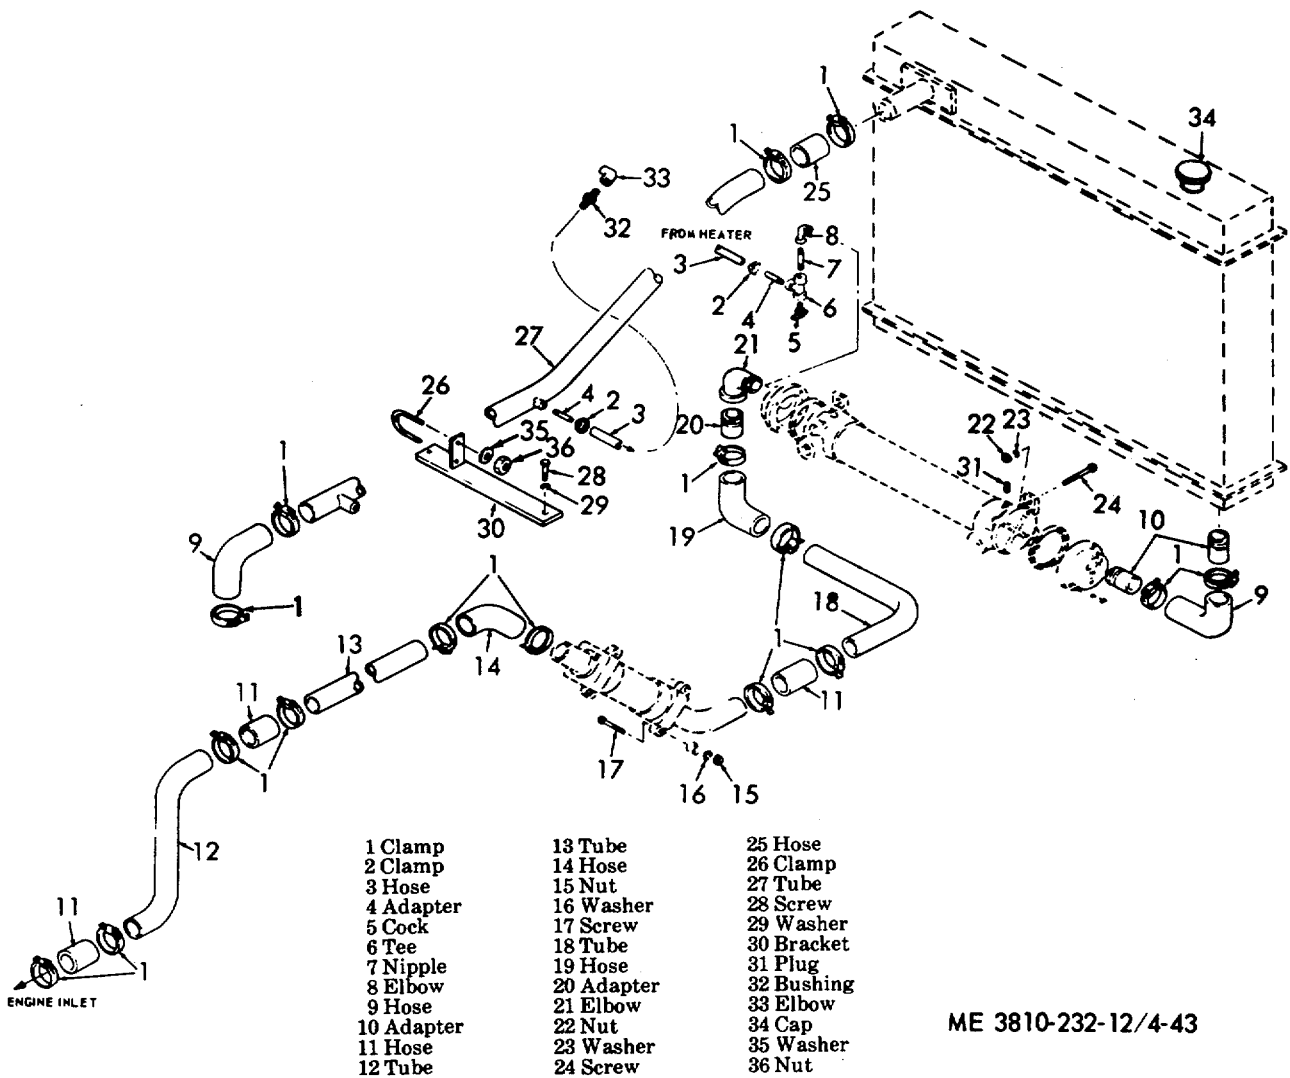 1
34
1
33
25
32
FROM HEATER
8
3
7
2
6
4
5
27
21
26
4
2
3
20
22
23
35
36
1
31
28
1
24
29
30
19
10
9
1
1
1
18
9
13
14
1
11
11
17
1
16
15
12
11
1
ENGINE INLET
1 Clamp
2 Clamp
3 Hose
4 Adapter
5 Cock
6 Tee
7 Nipple
8 Elbow
9 Hose
10 Adapter
11 Hose
12 Tube
13 Tube
14 Hose
15 Nut
16 Washer
17 Screw
18 Tube
19 Hose
20 Adapter
21 Elbow
22 Nut
23 Washer
24 Screw
25 Hose
26 Clamp
27 Tube
28 Screw
29 Washer
30 Bracket
31 Plug
32 Bushing
33 Elbow
34 Cap
35 Washer
36 Nut
ME 3810-232-12/4-43